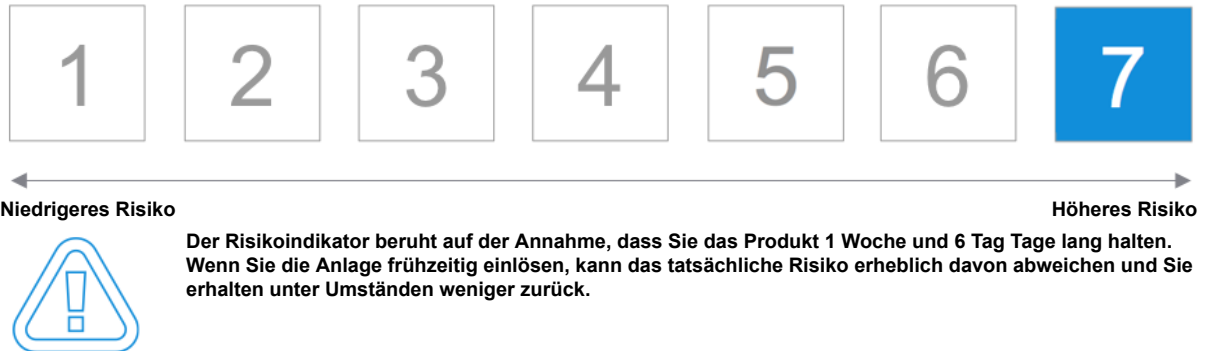 1 2 3 4 5 6 7
Niedrigeres Risiko Höheres Risiko
Der Risikoindikator beruht auf der Annahme, dass Sie das Produkt 1 Woche und 6 Tag Tage lang halten.
Wenn Sie die Anlage frühzeitig einlösen, kann das tatsächliche Risiko erheblich davon abweichen und Sie
erhalten unter Umständen weniger zurück.